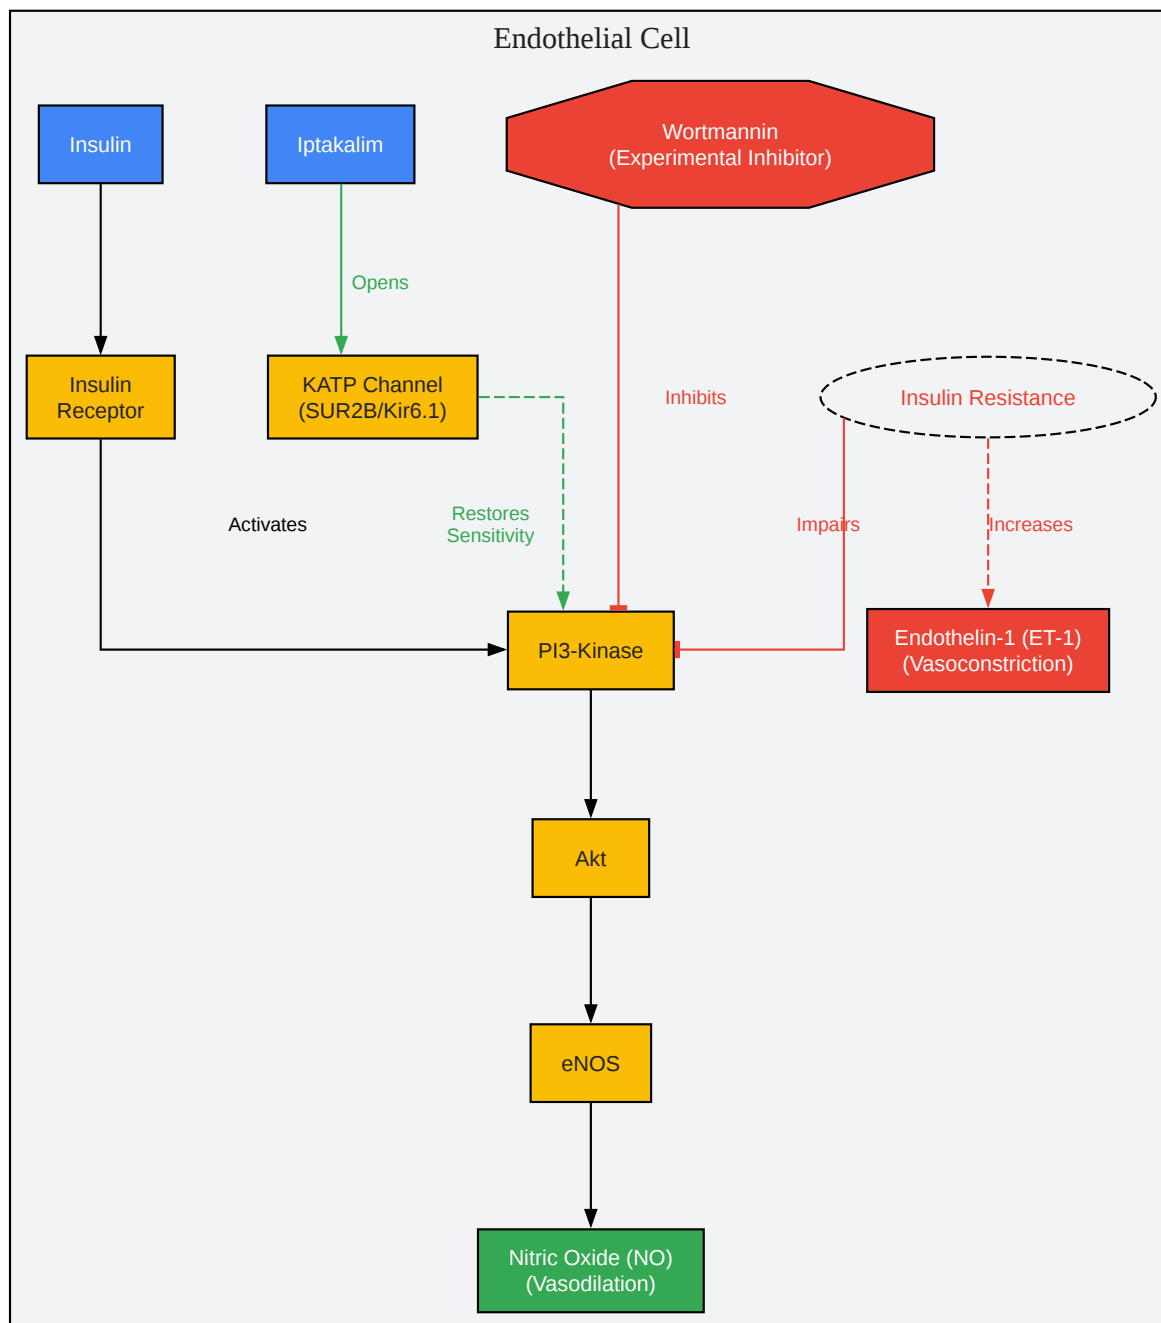 Endothelial Cell
Insulin
Iptakalim
Wortmannin
(Experimental Inhibitor)
Opens
Insulin
Receptor
KATP Channel
(SUR2B/Kir6.1)
Inhibits
Insulin Resistance
Activates
Restores
Sensitivity
Impairs
Increases
PI3-Kinase
Endothelin-1 (ET-1)
(Vasoconstriction)
Akt
eNOS
Nitric Oxide (NO)
(Vasodilation)